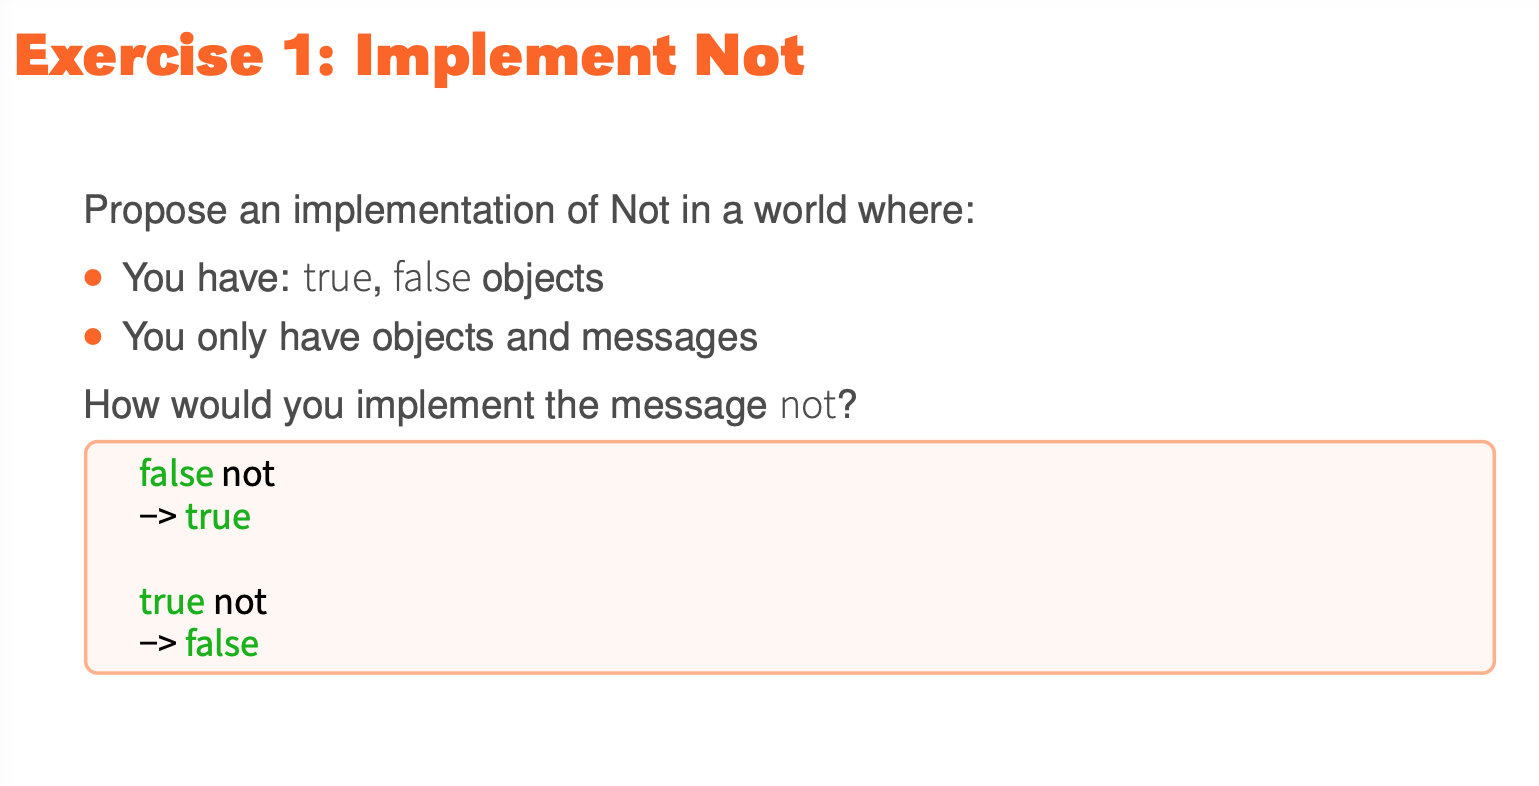 Exercise 1: Implement Not
Propose an implementation of Not in a world where:
• You have: true, false objects
• You only have objects and messages
How would you implement the message not?
false not
–> true
true not
–> false